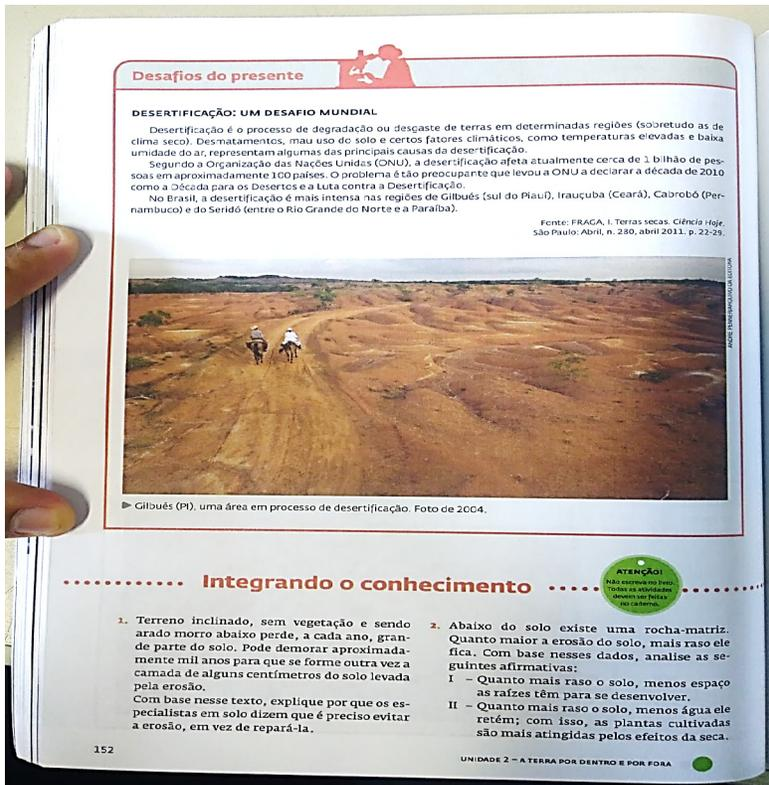 Desafios do presente
DESERTIFICAÇÃO: UM DESAFIO MUNDIAL
Desertificação é o processo de degradação ou desgaste de terras em determinadas regiões (sobretudo as de
clima seco). Desmatamentos, mau uso do solo e certos fatores climáticos, como temperaturas elevadas e baixa
umidade do ar, representam algumas das principais causas da desertificação.
Segundo a Organização das Nações Unidas (ONU), a desertificação afeta atualmente cerca de 1 bilhão de pes-
soas em aproximadamente 100 países. O problema é tão preocupante que levou a ONU a declarar a década de 2010
como a Década para os Desertos e a Luta contra a Desertificação.
No Brasil, a desertificação é mais intensa nas regiões de Gilbués (sul do Piauí), Irauçuba (Ceará), Cabrobó (Per-
nambuco) e do Seridó (entre o Rio Grande do Norte e a Paraíba).
Fonte: FRAGA, I. Terras secas. Ciência Hoje.
São Paulo: Abril, n. 280, abril 2011. p. 22-29.
Gilbués (PI), uma área em processo de desertificação. Foto de 2004.
Integrando o conhecimento
ATENÇÃO!
Não escreva no livro.
Todas as atividades
devem ser feitas
no caderno.
1. Terreno inclinado, sem vegetação e sendo
arado morro abaixo perde, a cada ano, gran-
de parte do solo. Pode demorar aproximada-
mente mil anos para que se forme outra vez a
camada de alguns centímetros do solo levada
pela erosão.
Com base nesse texto, explique por que os es-
pecialistas em solo dizem que é preciso evitar
a erosão, em vez de repará-la.
2. Abaixo do solo existe uma rocha-matriz.
Quanto maior a erosão do solo, mais raso ele
fica. Com base nesses dados, analise as se-
guintes afirmativas:
I – Quanto mais raso o solo, menos espaço
as raízes têm para se desenvolver.
II – Quanto mais raso o solo, menos água ele
retém; com isso, as plantas cultivadas
são mais atingidas pelos efeitos da seca.
152
UNIDADE 2 – A TERRA POR DENTRO E POR FORA